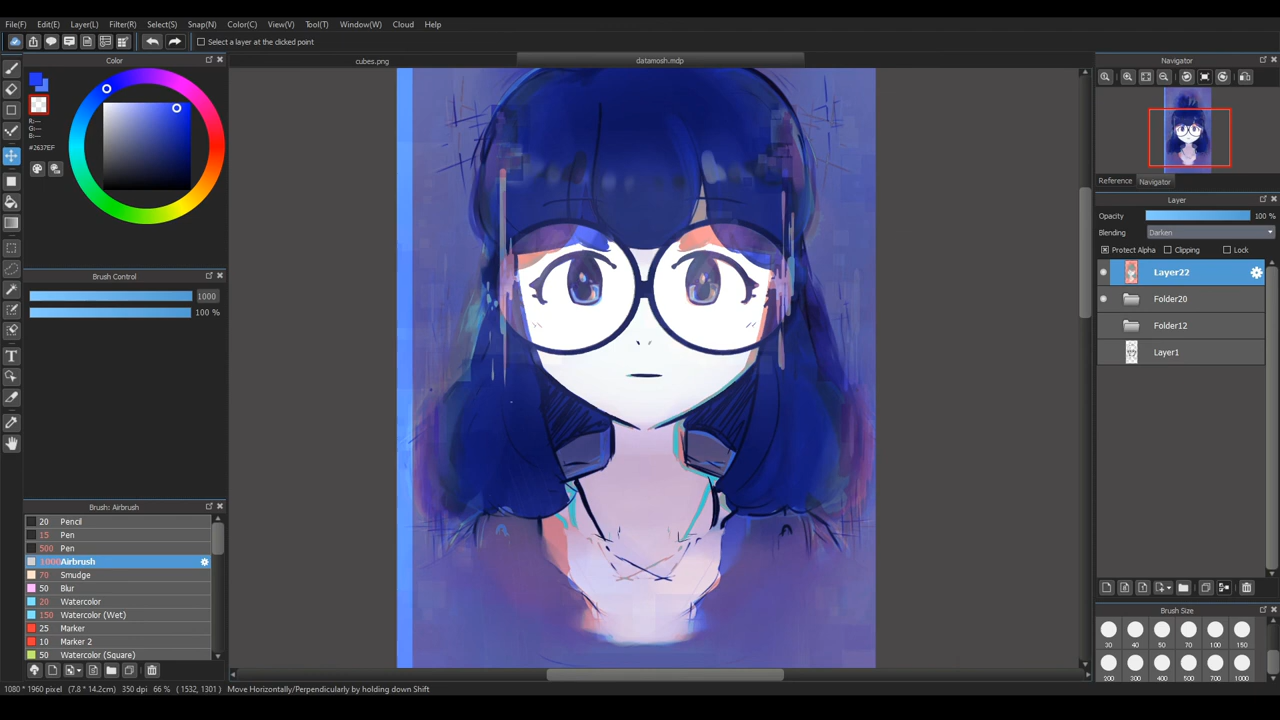 File(F) Edit(E) Layer(L) Filter(R) Select(S) Snap(N) Color(C) View(V) Tool(T) Window(W) Cloud Help
Select a layer at the clicked point
Color
cubes.png
datamosh.mdp
Navigator
R:---
G:---
B:---
#2637EF
Reference Navigator
Layer
Opacity 100 %
Blending Darken
Protect Alpha Clipping Lock
Layer22
Folder20
Folder12
Layer1
Brush Control
1000
100 %
Brush: Airbrush
20 Pencil
15 Pen
500 Pen
1000 Airbrush
70 Smudge
50 Blur
20 Watercolor
150 Watercolor (Wet)
25 Marker
10 Marker 2
50 Watercolor (Square)
Brush Size
30 40 50 70 100 150
200 300 400 500 700 1000
1080 * 1960 pixel (7.8 * 14.2cm) 350 dpi 66 % ( 1532, 1301 ) Move Horizontally/Perpendicularly by holding down Shift